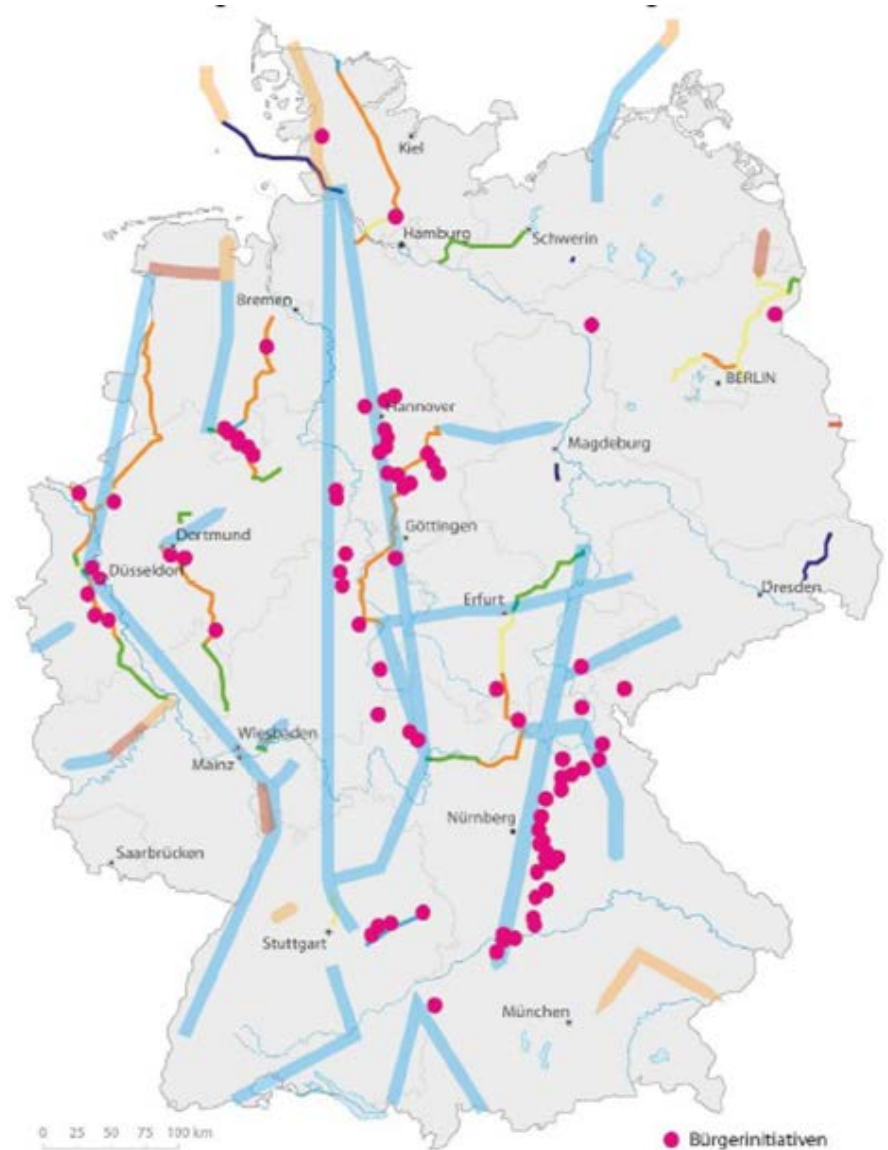 Kiel
Hamburg
Schwerin
Bremen
BERLIN
Hannover
Magdeburg
Göttingen
Dortmund
Düsseldorf
Erfurt
Dresden
Wiesbaden
Mainz
Nürnberg
Saarbrücken
Stuttgart
München
0 25 50 75 100 km
Bürgerinitiativen